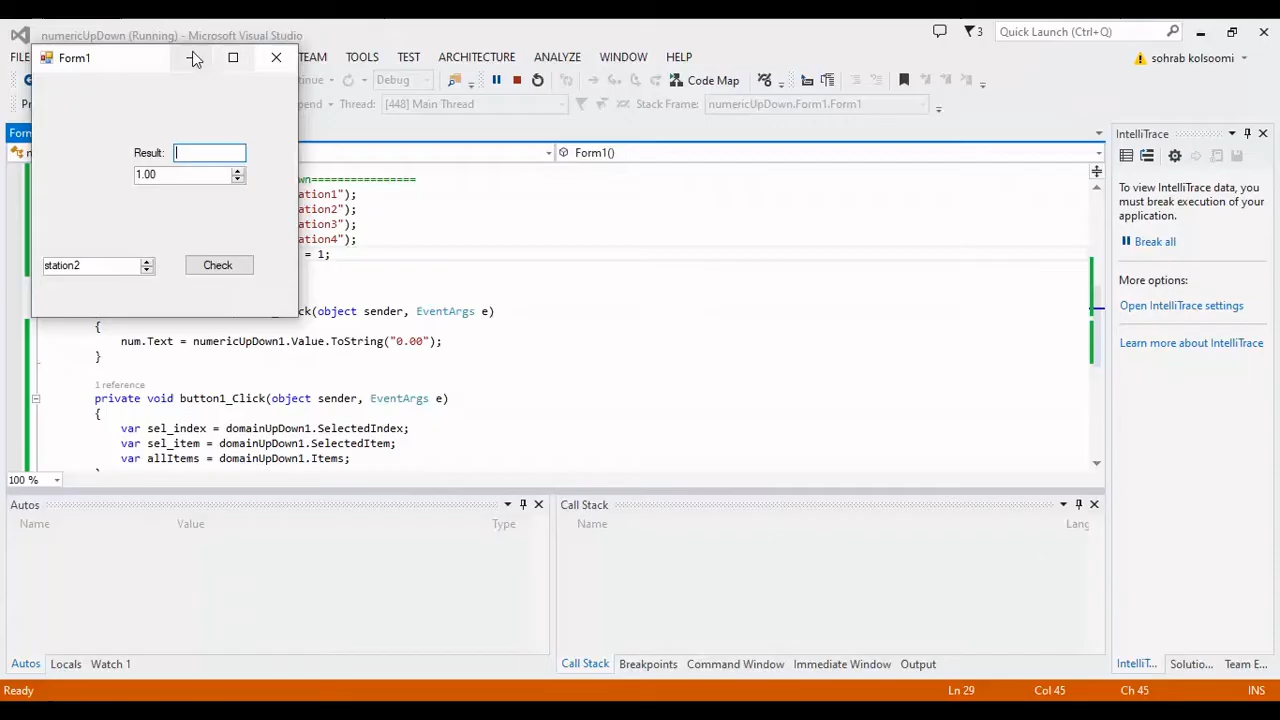 numericUpDown (Running) - Microsoft Visual Studio
Quick Launch (Ctrl+Q)
3
Form1
FILE
TEAM
TOOLS
TEST
ARCHITECTURE
ANALYZE
WINDOW
HELP
sohrab kolsoomi
Debug
Code Map
Thread:
[448] Main Thread
Stack Frame:
numericUpDown.Form1.Form1
Form1()
Result:
1.00
station2
Check
ation1");
ation2");
ation3");
ation4");
= 1;
ck(object sender, EventArgs e)
{
num.Text = numericUpDown1.Value.ToString("0.00");
}
1 reference
private void button1_Click(object sender, EventArgs e)
{
var sel_index = domainUpDown1.SelectedIndex;
var sel_item = domainUpDown1.SelectedItem;
var allItems = domainUpDown1.Items;
100 %
IntelliTrace
To view IntelliTrace data, you
must break execution of your
application.
Break all
More options:
Open IntelliTrace settings
Learn more about IntelliTrace
Autos
Name
Value
Type
Call Stack
Name
Lang
Autos
Locals
Watch 1
Call Stack
Breakpoints
Command Window
Immediate Window
Output
IntelliT...
Solutio...
Team E...
Ready
Ln 29
Col 45
Ch 45
INS